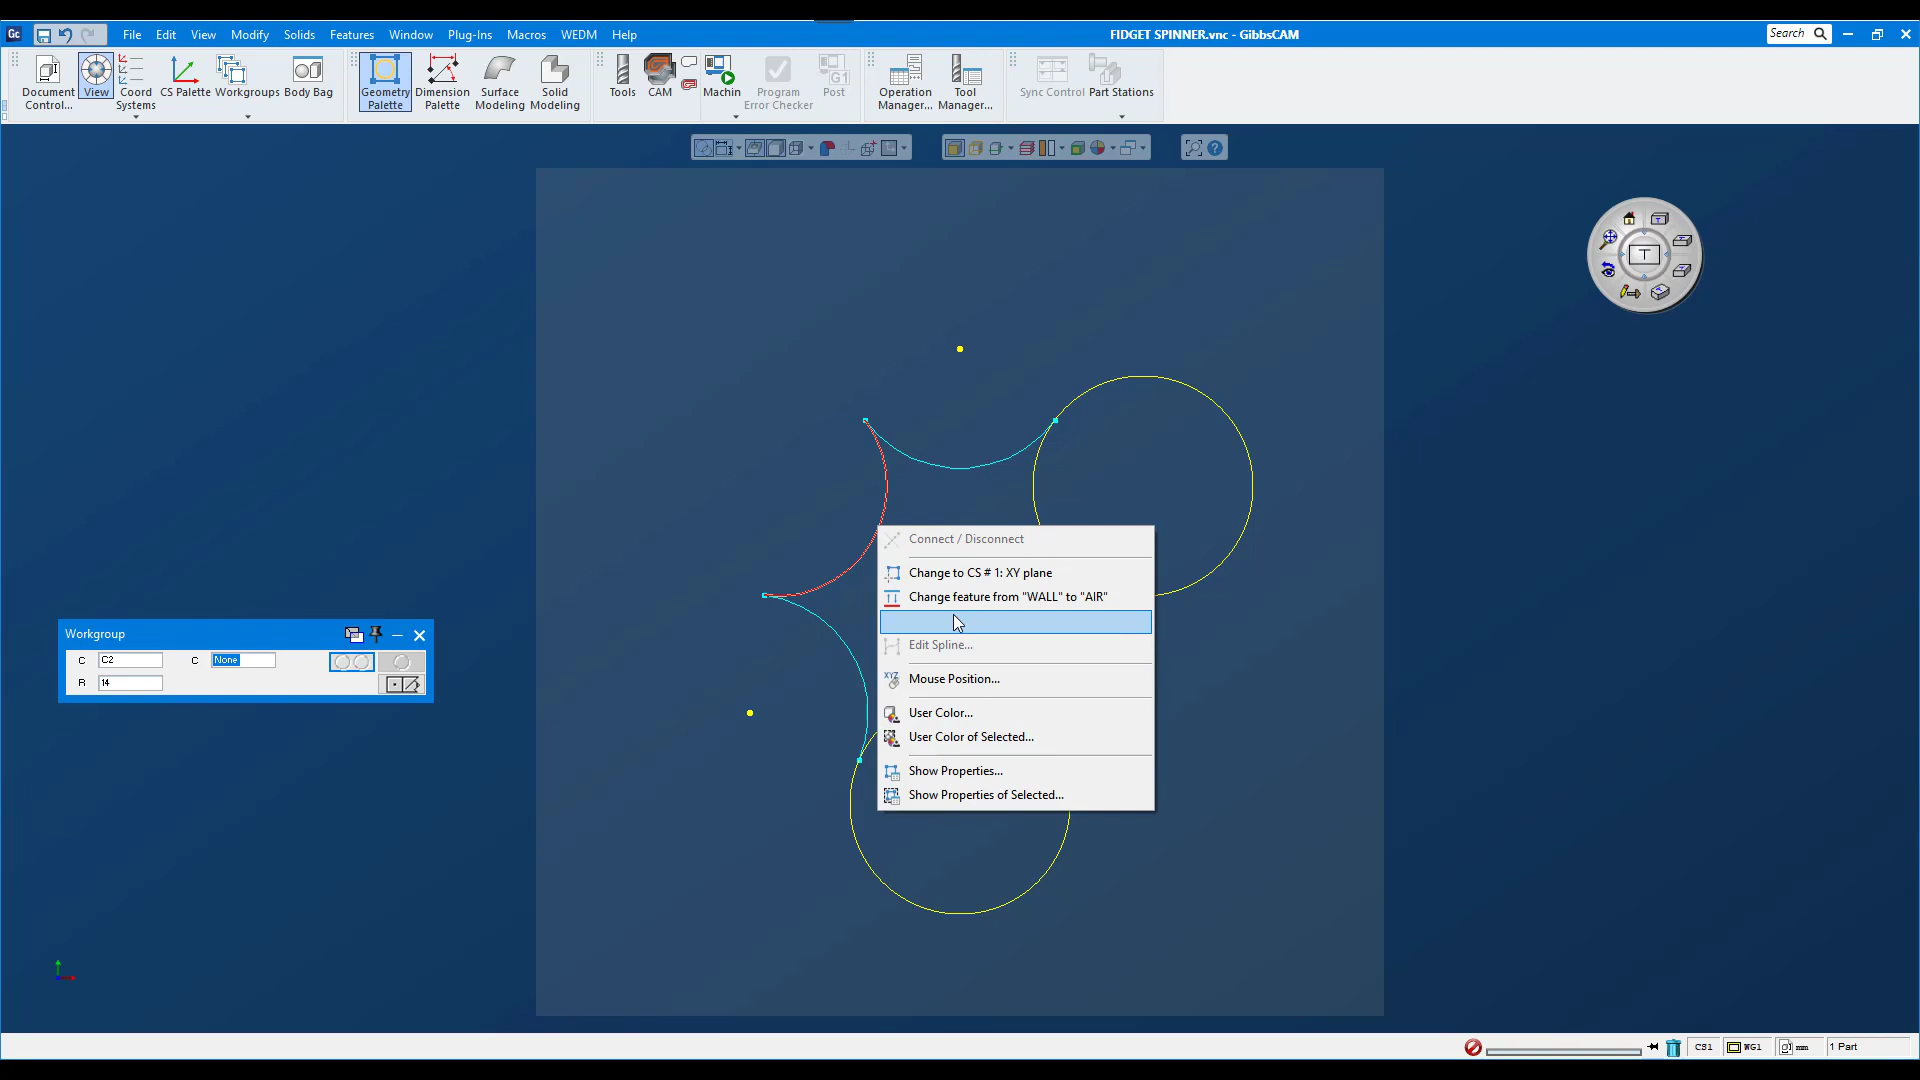 Gc File Edit View Modify Solids Features Window Plug-Ins Macros WEDM Help FIDGET SPINNER.vnc - GibbsCAM Search
Document Control... View Coord Systems CS Palette Workgroups Body Bag Geometry Palette Dimension Palette Surface Modeling Solid Modeling Tools CAM Machin Program Error Checker G1 Post Operation Manager... Tool Manager... Sync Control Part Stations
T
Connect / Disconnect
Change to CS # 1: XY plane
Change feature from "WALL" to "AIR"
Edit Spline...
XYZ Mouse Position...
User Color...
User Color of Selected...
Show Properties...
Show Properties of Selected...
Workgroup
C C2 C None
R 14
CS1 WG1 mm 1 Part